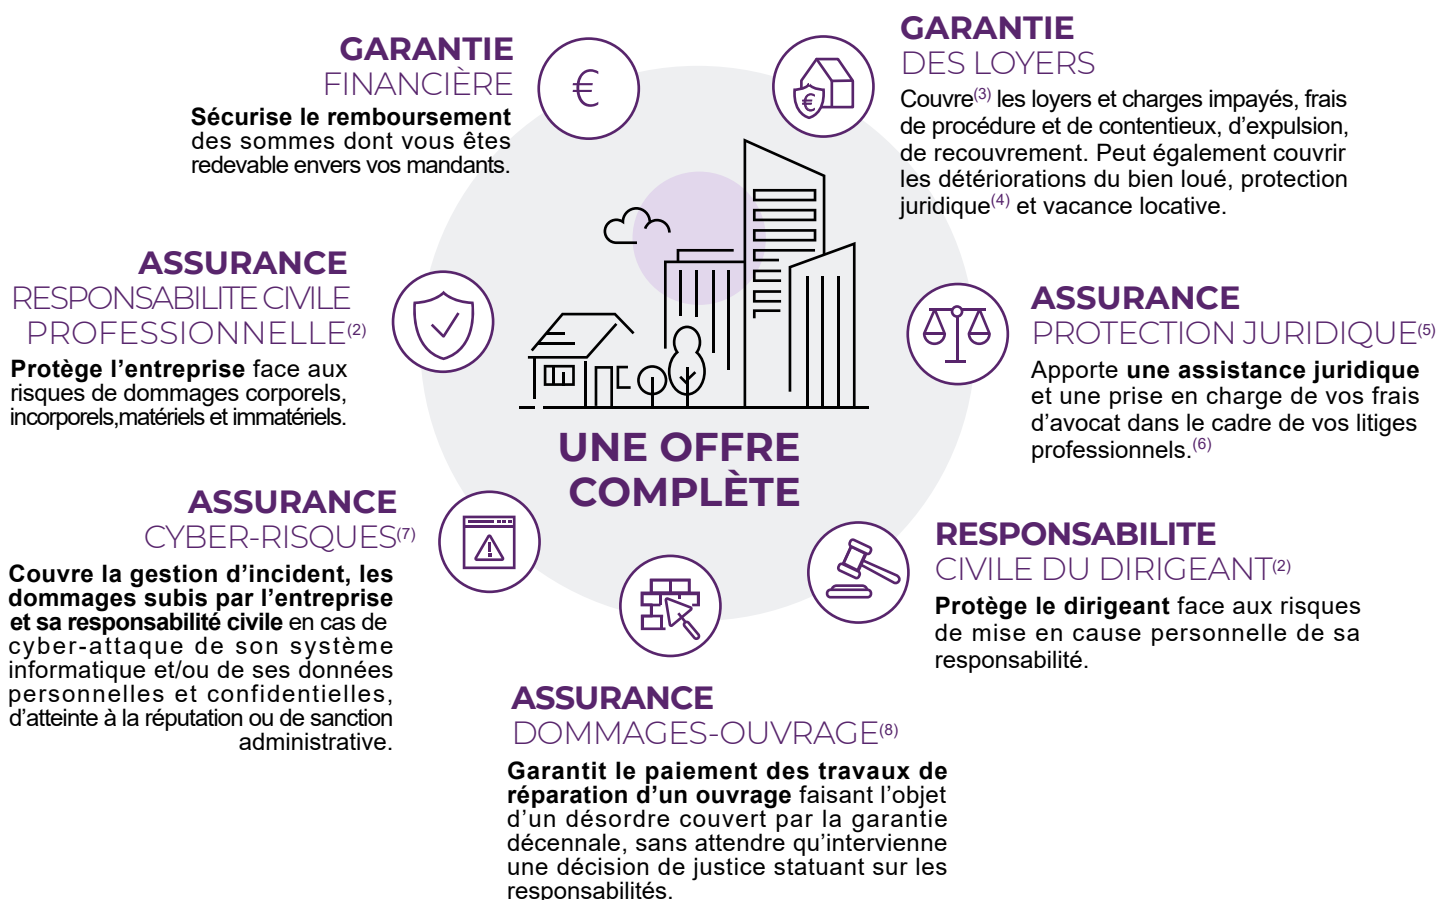 GARANTIE
FINANCIÈRE
Sécurise le remboursement
des sommes dont vous êtes
redevable envers vos mandants.
€
GARANTIE
DES LOYERS
Couvre(3) les loyers et charges impayés, frais
de procédure et de contentieux, d’expulsion,
de recouvrement. Peut également couvrir
les détériorations du bien loué, protection
juridique(4) et vacance locative.
€
ASSURANCE
RESPONSABILITE CIVILE
PROFESSIONNELLE(2)
Protège l’entreprise face aux
risques de dommages corporels,
incorporels,matériels et immatériels.
ASSURANCE
PROTECTION JURIDIQUE(5)
Apporte une assistance juridique
et une prise en charge de vos frais
d’avocat dans le cadre de vos litiges
professionnels.(6)
UNE OFFRE
COMPLÈTE
ASSURANCE
CYBER-RISQUES(7)
Couvre la gestion d’incident, les
dommages subis par l’entreprise
et sa responsabilité civile en cas de
cyber-attaque de son système
informatique et/ou de ses données
personnelles et confidentielles,
d’atteinte à la réputation ou de sanction
administrative.
RESPONSABILITE
CIVILE DU DIRIGEANT(2)
Protège le dirigeant face aux risques
de mise en cause personnelle de sa
responsabilité.
ASSURANCE
DOMMAGES-OUVRAGE(8)
Garantit le paiement des travaux de
réparation d’un ouvrage faisant l’objet
d’un désordre couvert par la garantie
décennale, sans attendre qu’intervienne
une décision de justice statuant sur les
responsabilités.